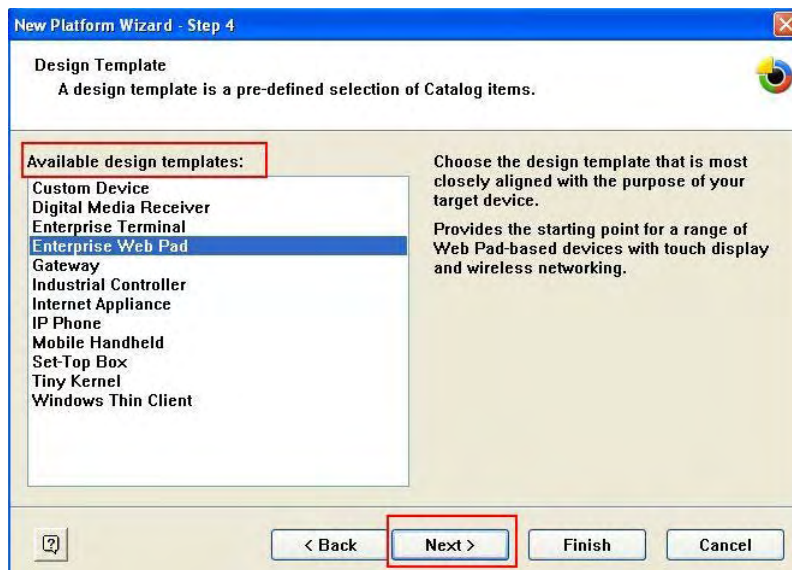 New Platform Wizard - Step 4
Design Template
A design template is a pre-defined selection of Catalog items.
Available design templates:
Custom Device
Digital Media Receiver
Enterprise Terminal
Enterprise Web Pad
Gateway
Industrial Controller
Internet Appliance
IP Phone
Mobile Handheld
Set-Top Box
Tiny Kernel
Windows Thin Client
Choose the design template that is most
closely aligned with the purpose of your
target device.
Provides the starting point for a range of
Web Pad-based devices with touch display
and wireless networking.
< Back
Next >
Finish
Cancel